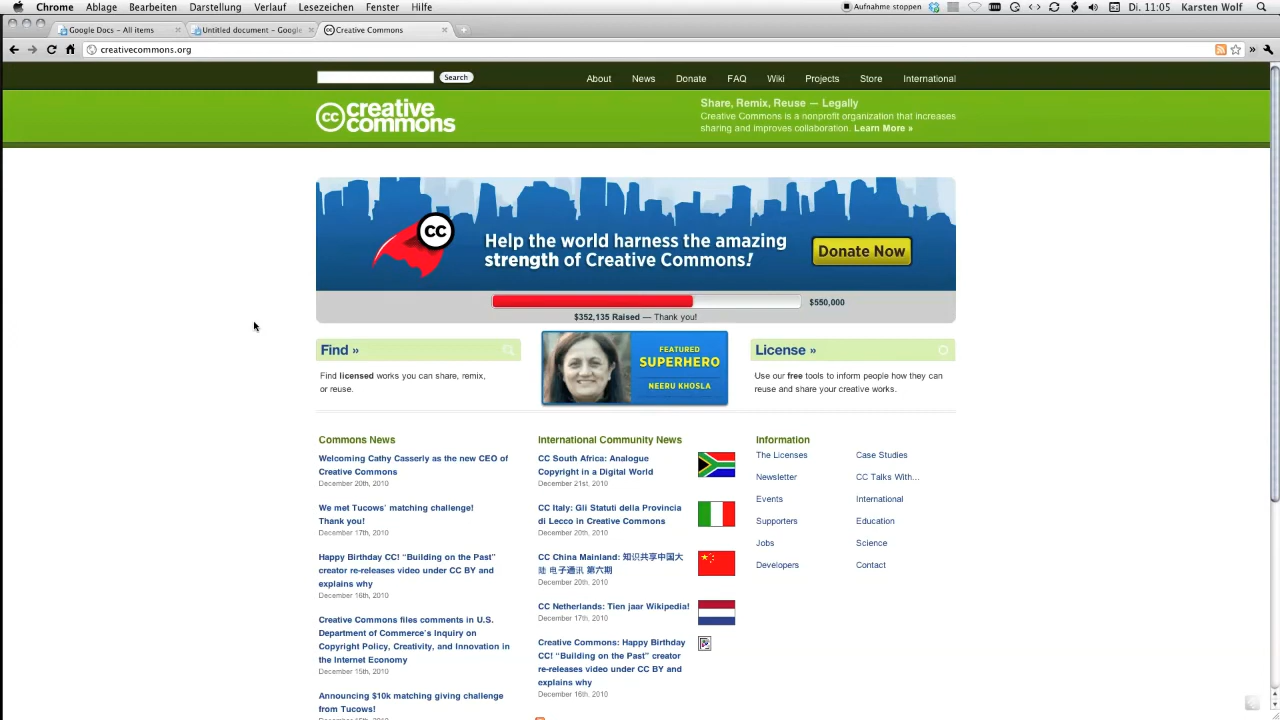 Chrome Ablage Bearbeiten Darstellung Verlauf Lesezeichen Fenster Hilfe Aufnahme stoppen Di. 11:05 Karsten Wolf
Google Docs - All items Untitled document - Google Creative Commons
creativecommons.org
Search About News Donate FAQ Wiki Projects Store International
cc creative commons
Share, Remix, Reuse — Legally
Creative Commons is a nonprofit organization that increases
sharing and improves collaboration. Learn More »
CC
Help the world harness the amazing
strength of Creative Commons!
Donate Now
$550,000
$352,135 Raised — Thank you!
Find »
Find licensed works you can share, remix,
or reuse.
FEATURED
SUPERHERO
NEERU KHOSLA
License »
Use our free tools to inform people how they can
reuse and share your creative works.
Commons News
Welcoming Cathy Casserly as the new CEO of
Creative Commons
December 20th, 2010
We met Tucows' matching challenge!
Thank you!
December 17th, 2010
Happy Birthday CC! “Building on the Past”
creator re-releases video under CC BY and
explains why
December 16th, 2010
Creative Commons files comments in U.S.
Department of Commerce's Inquiry on
Copyright Policy, Creativity, and Innovation in
the Internet Economy
December 15th, 2010
Announcing $10k matching giving challenge
from Tucows!
December 15th, 2010
International Community News
CC South Africa: Analogue
Copyright in a Digital World
December 21st, 2010
CC Italy: Gli Statuti della Provincia
di Lecco in Creative Commons
December 20th, 2010
CC China Mainland: 知识共享中国大
陆 电子通讯 第六期
December 20th, 2010
CC Netherlands: Tien jaar Wikipedia!
December 17th, 2010
Creative Commons: Happy Birthday
CC! “Building on the Past” creator
re-releases video under CC BY and
explains why
December 16th, 2010
Information
The Licenses Case Studies
Newsletter CC Talks With...
Events International
Supporters Education
Jobs Science
Developers Contact